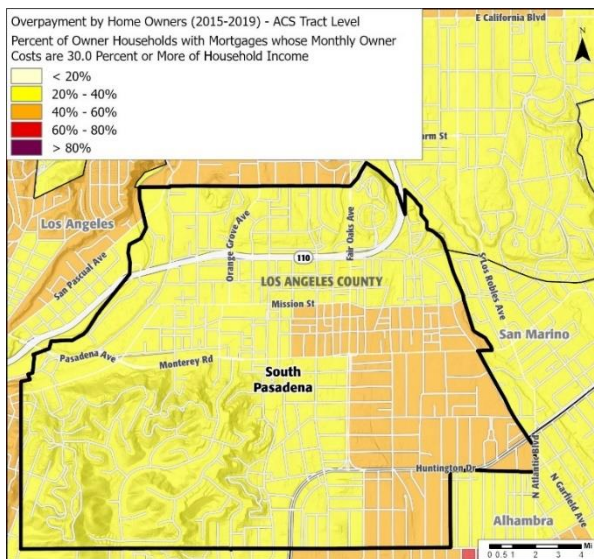 Overpayment by Home Owners (2015-2019) - ACS Tract Level
Percent of Owner Households with Mortgages whose Monthly Owner
Costs are 30.0 Percent or More of Household Income
< 20%
20% - 40%
40% - 60%
60% - 80%
> 80%
E California Blvd
N
Los Angeles
San Pascual Ave
Orange Grove Ave
Fair Oaks Ave
110
LOS ANGELES COUNTY
Mission St
S Los Robles Ave
San Marino
Pasadena Ave
Monterey Rd
South
Pasadena
Huntington Dr
N Atlantic Blvd
N Garfield Ave
Alhambra
Mi
0 0.5 1 2 3 4